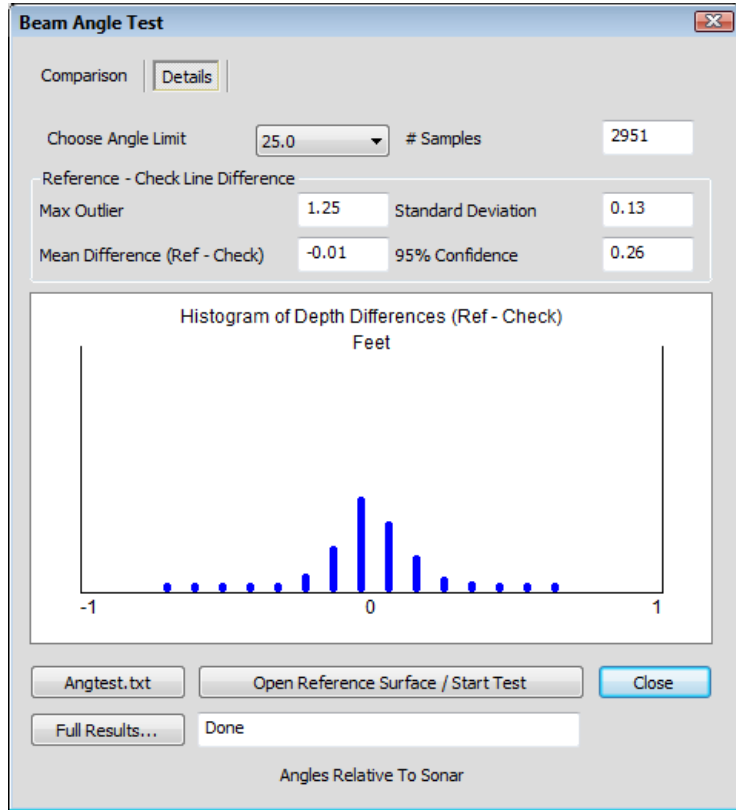 Beam Angle Test
Comparison Details
Choose Angle Limit 25.0 # Samples 2951
Reference - Check Line Difference
Max Outlier 1.25 Standard Deviation 0.13
Mean Difference (Ref - Check) -0.01 95% Confidence 0.26
Histogram of Depth Differences (Ref - Check)
Feet
-1 0 1
Angtest.txt Open Reference Surface / Start Test Close
Full Results... Done
Angles Relative To Sonar